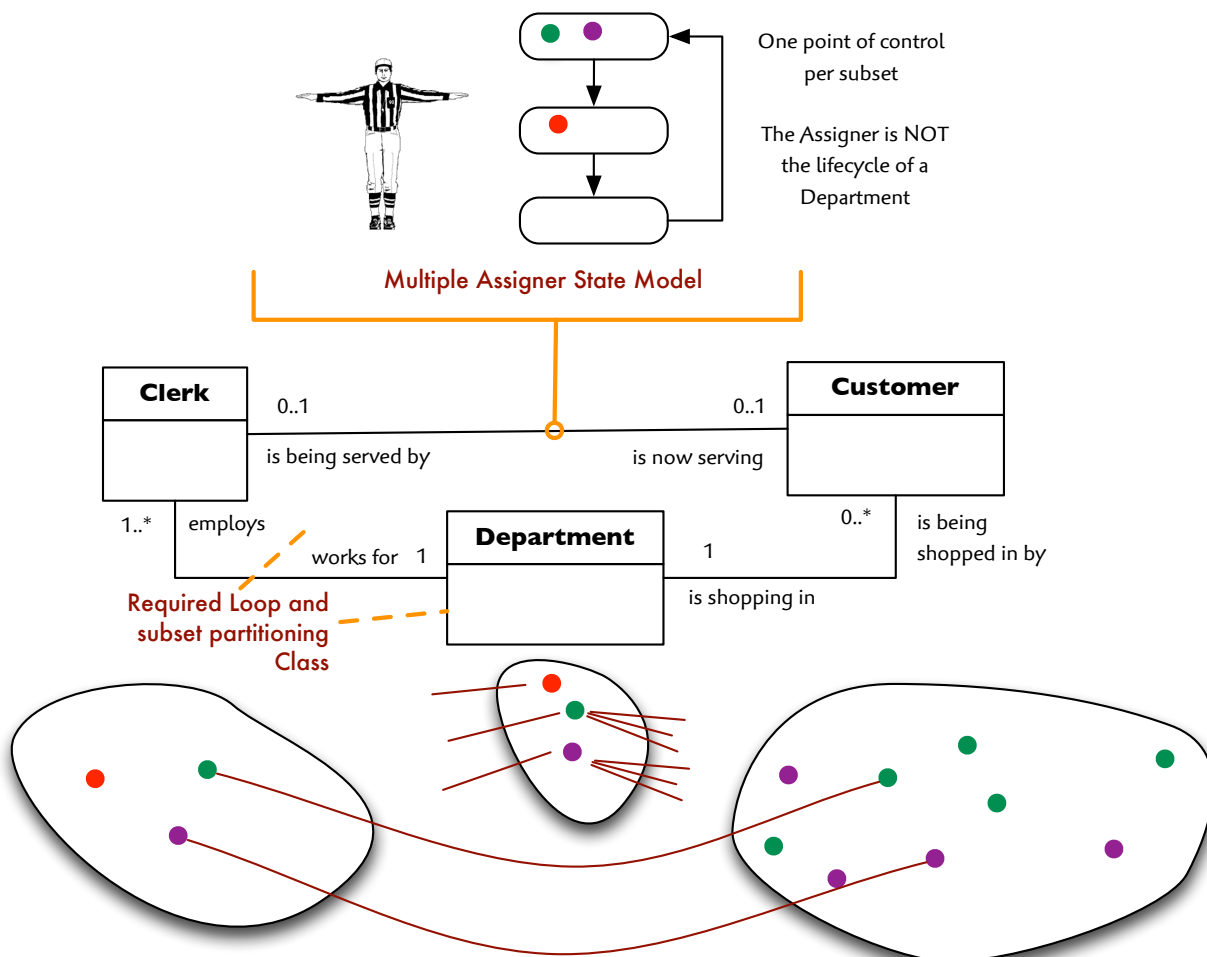 One point of control
per subset
The Assigner is NOT
the lifecycle of a
Department
Multiple Assigner State Model
Clerk
0..1
0..1
Customer
is being served by
is now serving
1..*
employs
works for
1
Department
1
is shopping in
0..*
is being
shopped in by
Required Loop and
subset partitioning
Class